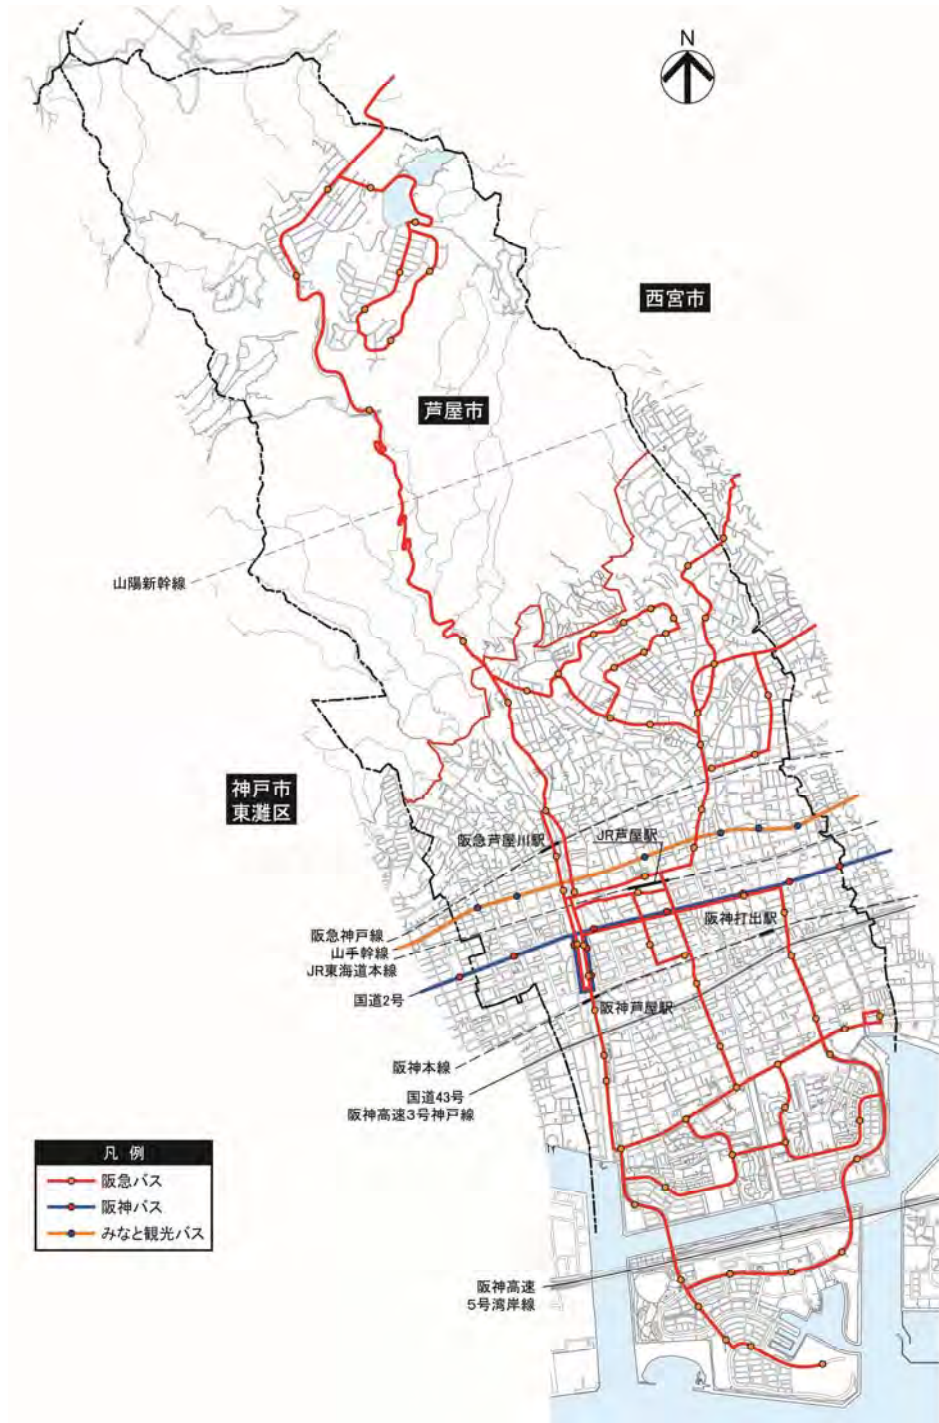 N
西宮市
芦屋市
山陽新幹線
神戸市
東灘区
阪急芦屋川駅
JR芦屋駅
阪神打出駅
阪急神戸線
山手幹線
JR東海道本線
国道2号
阪神芦屋駅
阪神本線
国道43号
阪神高速3号神戸線
凡 例
阪急バス
阪神バス
みなと観光バス
阪神高速
5号湾岸線